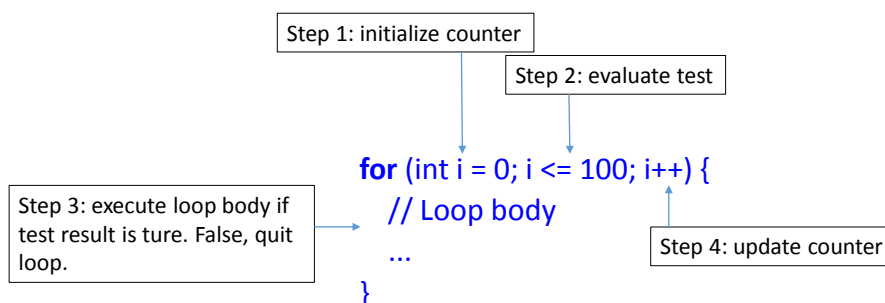 Step 1: initialize counter
Step 2: evaluate test
for (int i = 0; i <= 100; i++) {
Step 3: execute loop body if
test result is ture. False, quit
loop.
// Loop body
...
Step 4: update counter
}